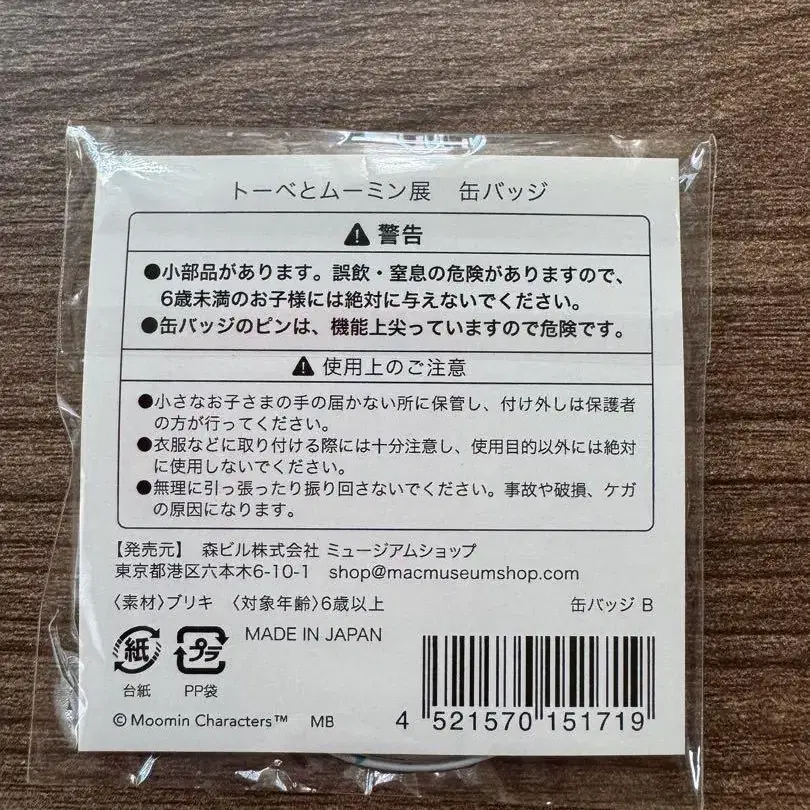 トーベとムーミン展　缶バッジ
⚠警告
●小部品があります。誤飲・窒息の危険がありますので、
6歳未満のお子様には絶対に与えないでください。
●缶バッジのピンは、機能上尖っていますので危険です。
⚠使用上のご注意
●小さなお子さまの手の届かない所に保管し、付け外しは保護者
の方が行ってください。
●衣服などに取り付ける際には十分注意し、使用目的以外には絶対
に使用しないでください。
●無理に引っ張ったり振り回さないでください。事故や破損、ケガ
の原因になります。
【発売元】 森ビル株式会社 ミュージアムショップ
東京都港区六本木6-10-1 shop@macmuseumshop.com
〈素材〉ブリキ 〈対象年齢〉6歳以上 缶バッジ B
紙 プラ MADE IN JAPAN
台紙 PP袋
© Moomin Characters™ MB 4 521570 151719